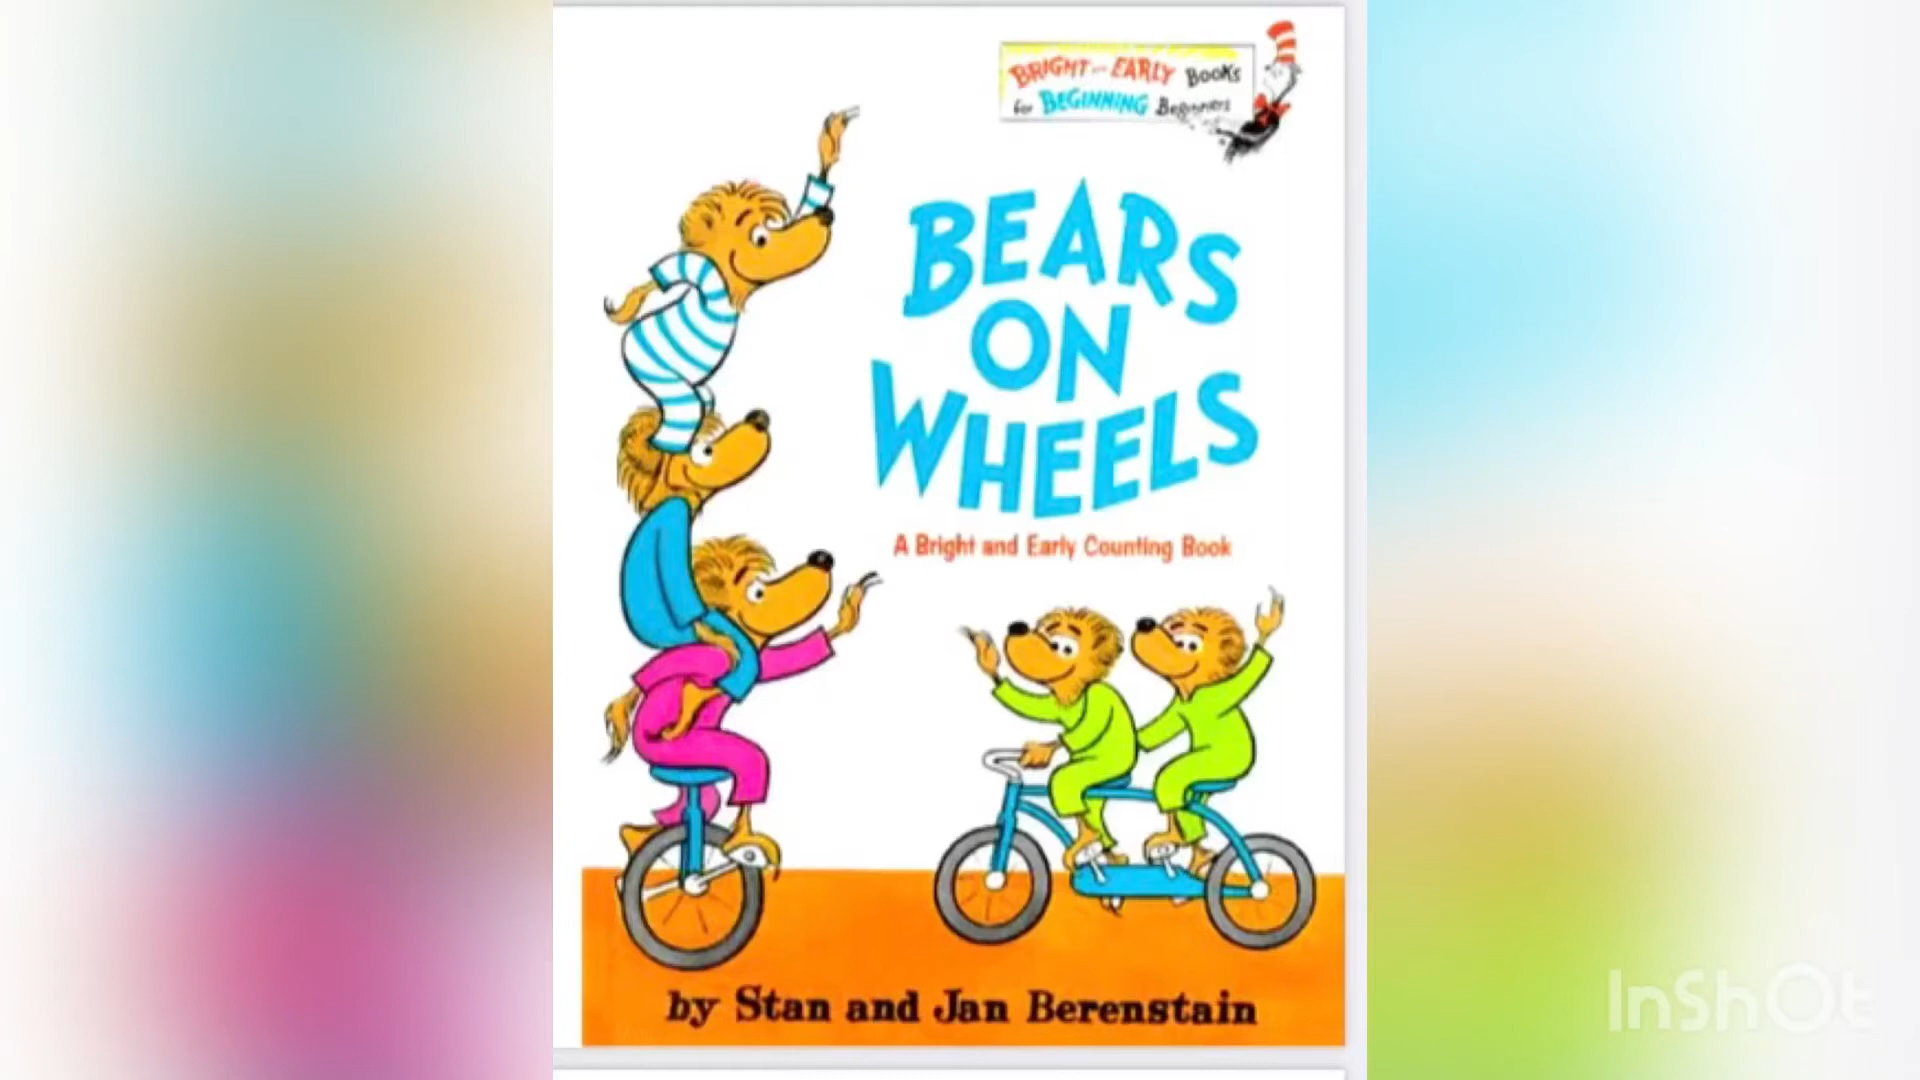 BRIGHT and EARLY Books
for BEGINNING Beginners
BEARS
ON
WHEELS
A Bright and Early Counting Book
by Stan and Jan Berenstain
InShOt